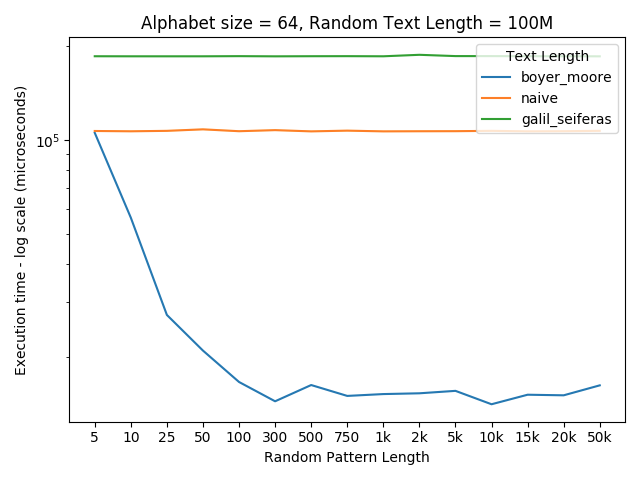 Alphabet size = 64, Random Text Length = 100M
Execution time - log scale (microseconds)
10⁵
Text Length
boyer_moore
naive
galil_seiferas
5 10 25 50 100 300 500 750 1k 2k 5k 10k 15k 20k 50k
Random Pattern Length